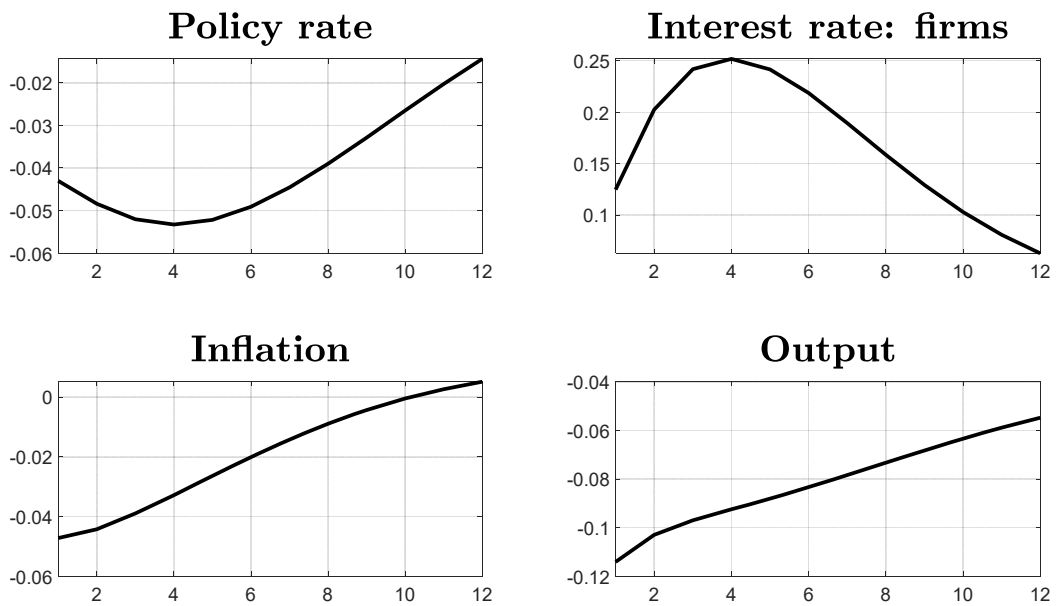 Policy rate
-0.02
-0.03
-0.04
-0.05
-0.06
2 4 6 8 10 12
Interest rate: firms
0.25
0.2
0.15
0.1
2 4 6 8 10 12
Inflation
0
-0.02
-0.04
-0.06
2 4 6 8 10 12
Output
-0.04
-0.06
-0.08
-0.1
-0.12
2 4 6 8 10 12